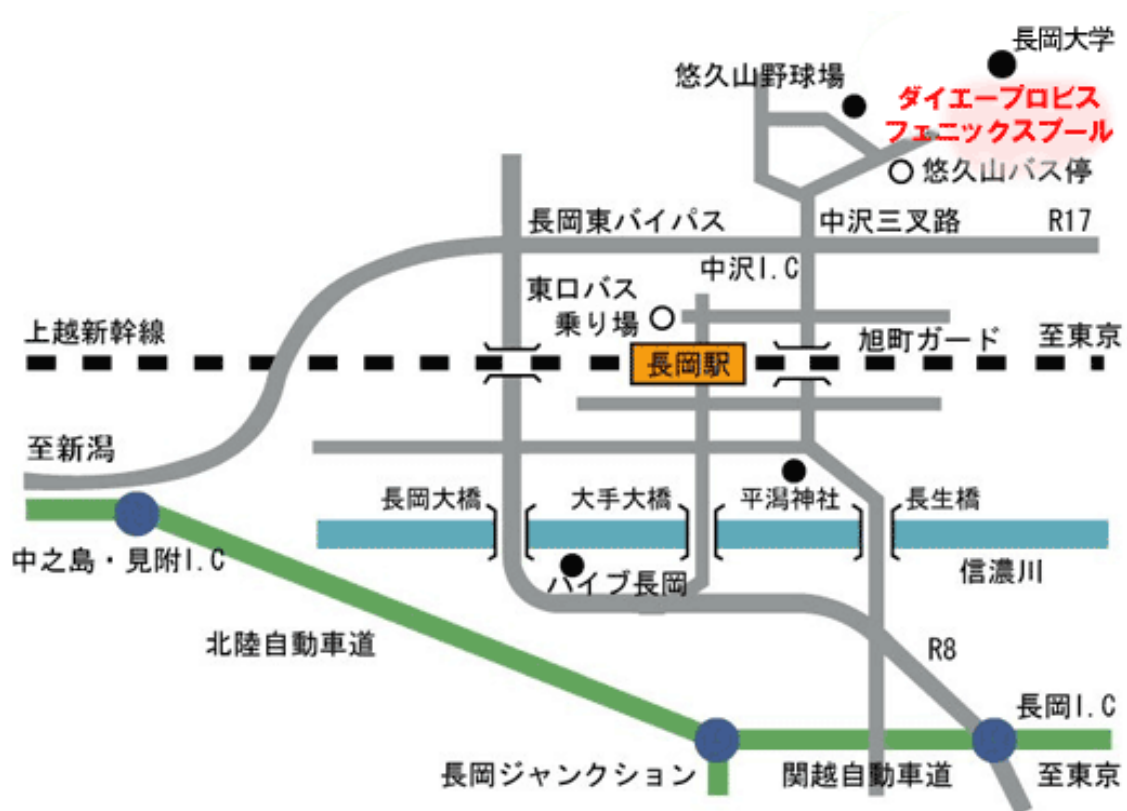 長岡大学
悠久山野球場
ダイエープロビス
フェニックスプール
悠久山バス停
長岡東バイパス
中沢三叉路
R17
中沢I.C
東口バス
乗り場
上越新幹線
長岡駅
旭町ガード
至東京
至新潟
長岡大橋
大手大橋
平潟神社
長生橋
中之島・見附I.C
ハイブ長岡
信濃川
北陸自動車道
R8
長岡I.C
長岡ジャンクション
関越自動車道
至東京